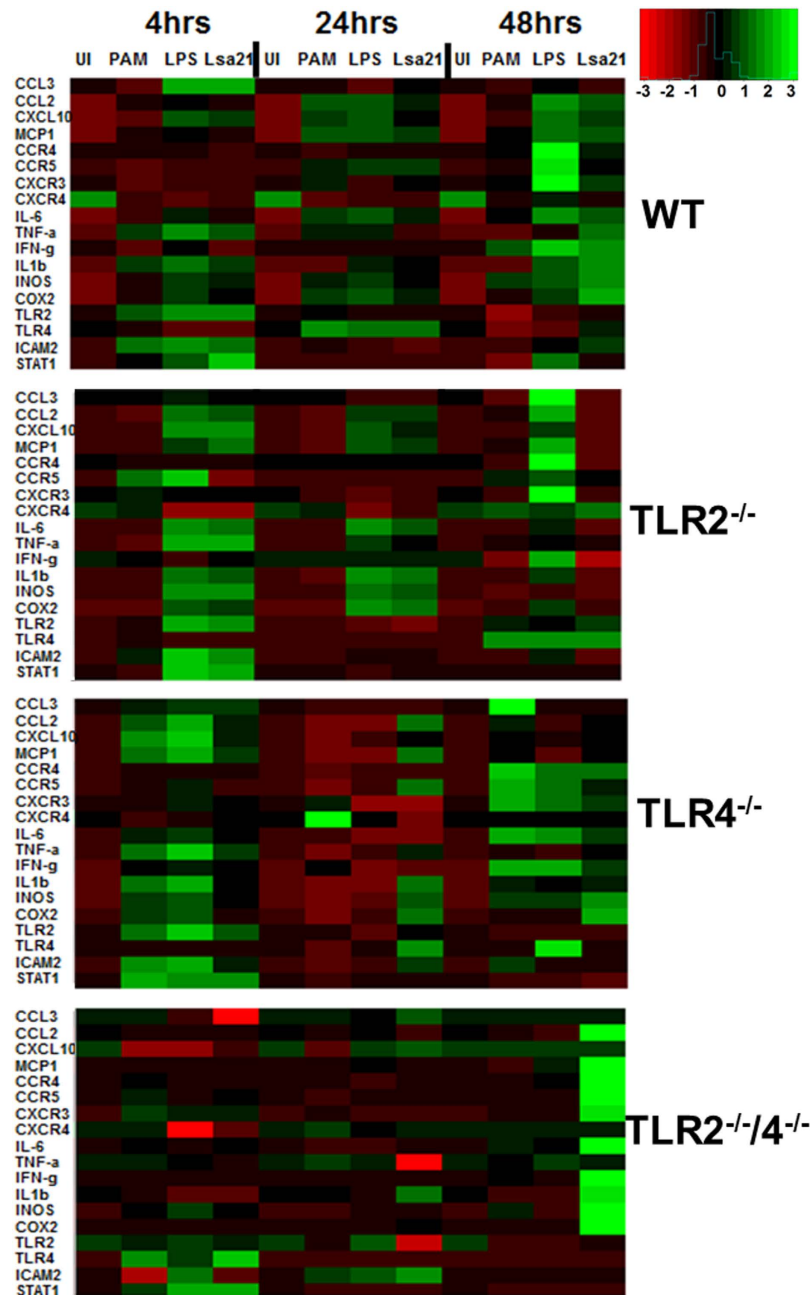 4hrs 24hrs 48hrs
UI PAM LPS Lsa21 UI PAM LPS Lsa21 UI PAM LPS Lsa21
-3 -1 0 1 2 3
CCL3
CCL2
CXCL10
MCP1
CCR4
CCR5
CXCR3
CXCR4
IL-6
TNF-a
IFN-g
IL1b
INOS
COX2
TLR2
TLR4
ICAM2
STAT1
WT
CCL3
CCL2
CXCL10
MCP1
CCR4
CCR5
CXCR3
CXCR4
IL-6
TNF-a
IFN-g
IL1b
INOS
COX2
TLR2
TLR4
ICAM2
STAT1
TLR2-/-
CCL3
CCL2
CXCL10
MCP1
CCR4
CCR5
CXCR3
CXCR4
IL-6
TNF-a
IFN-g
IL1b
INOS
COX2
TLR2
TLR4
ICAM2
STAT1
TLR4-/-
CCL3
CCL2
CXCL10
MCP1
CCR4
CCR5
CXCR3
CXCR4
IL-6
TNF-a
IFN-g
IL1b
INOS
COX2
TLR2
TLR4
ICAM2
STAT1
TLR2-/-/4-/-